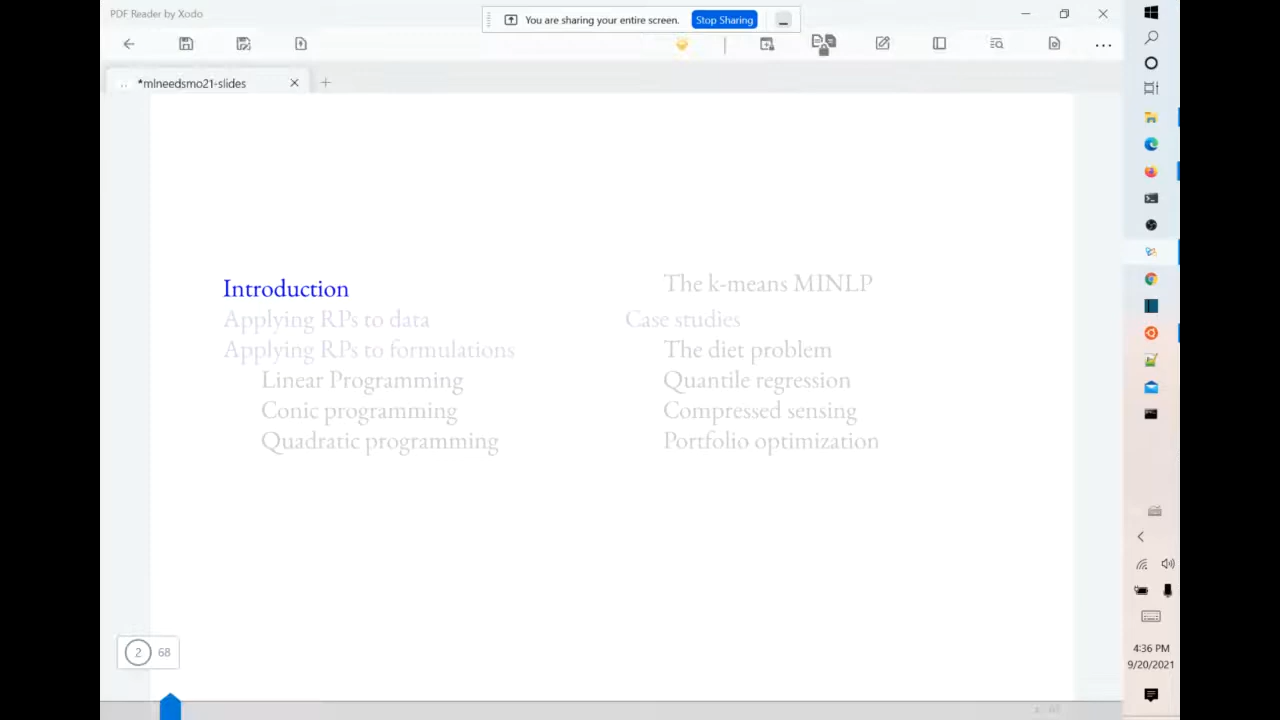 PDF Reader by Xodo
You are sharing your entire screen. Stop Sharing
*mlneedsmo21-slides
Introduction
Applying RPs to data
Applying RPs to formulations
Linear Programming
Conic programming
Quadratic programming
The k-means MINLP
Case studies
The diet problem
Quantile regression
Compressed sensing
Portfolio optimization
2 68
4:36 PM
9/20/2021